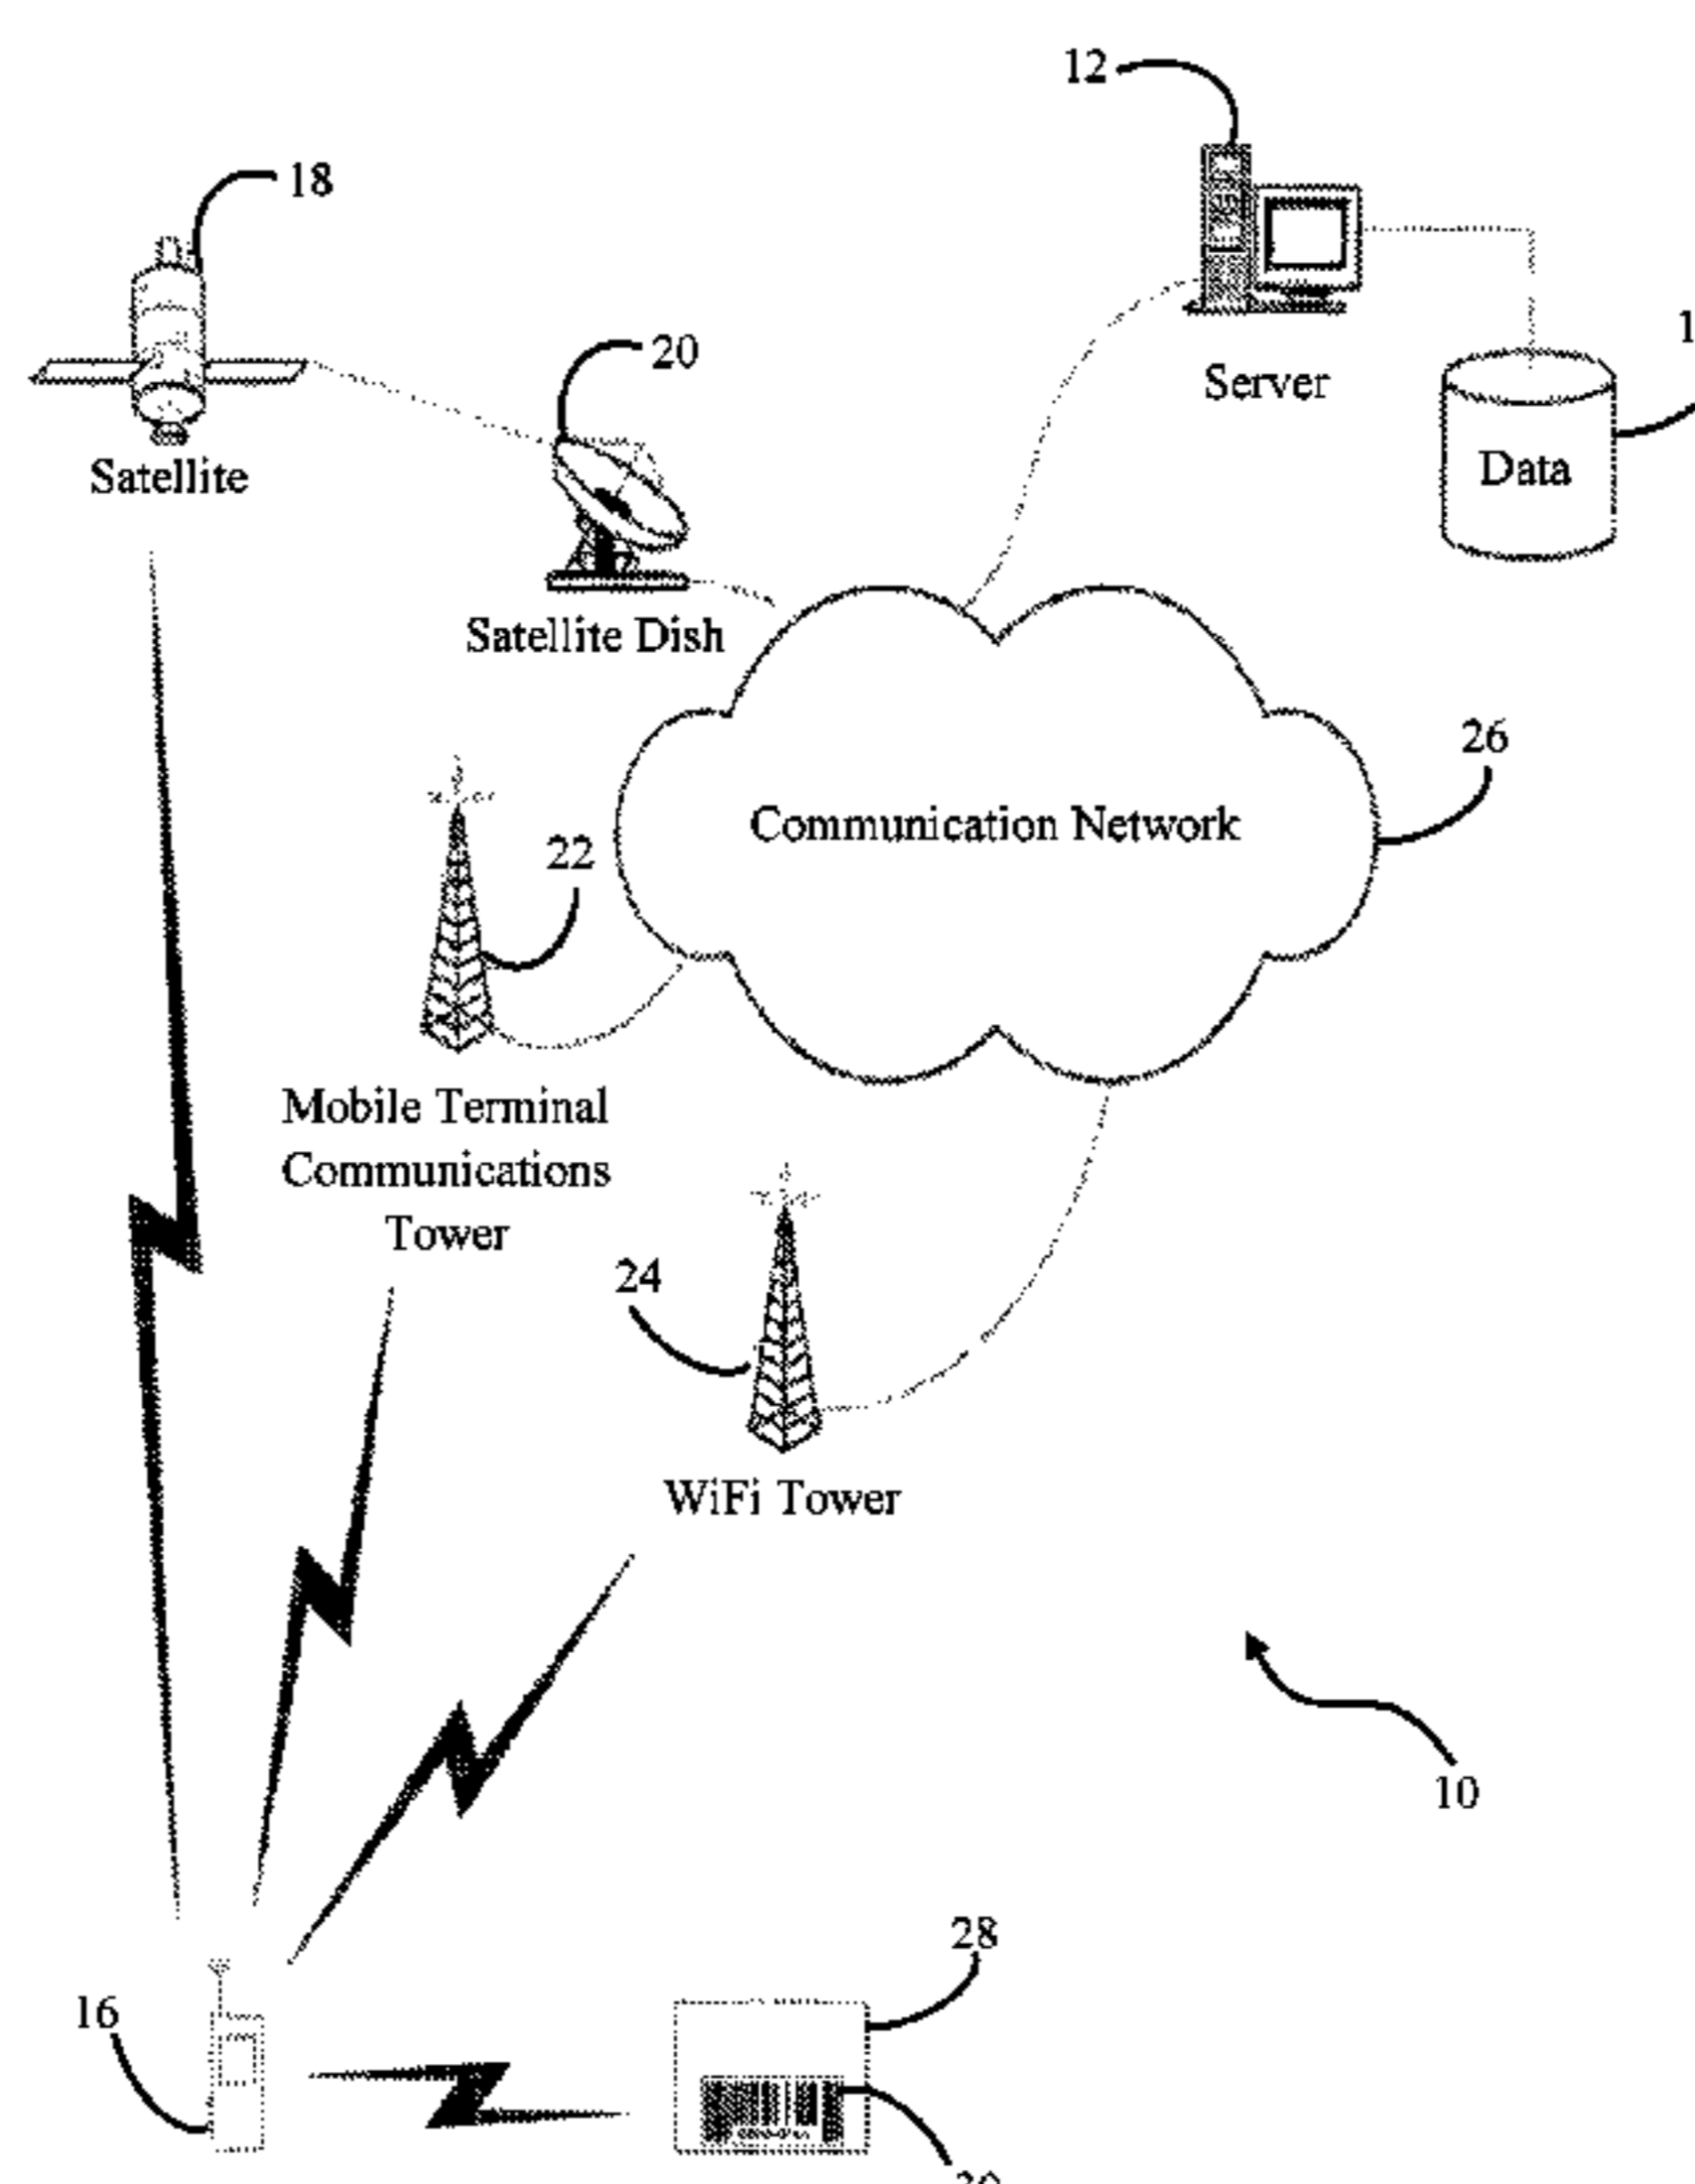 12
18
20
Server
Data
Satellite
Satellite Dish
26
Communication Network
22
Mobile Terminal
Communications
Tower
24
WiFi Tower
10
28
16